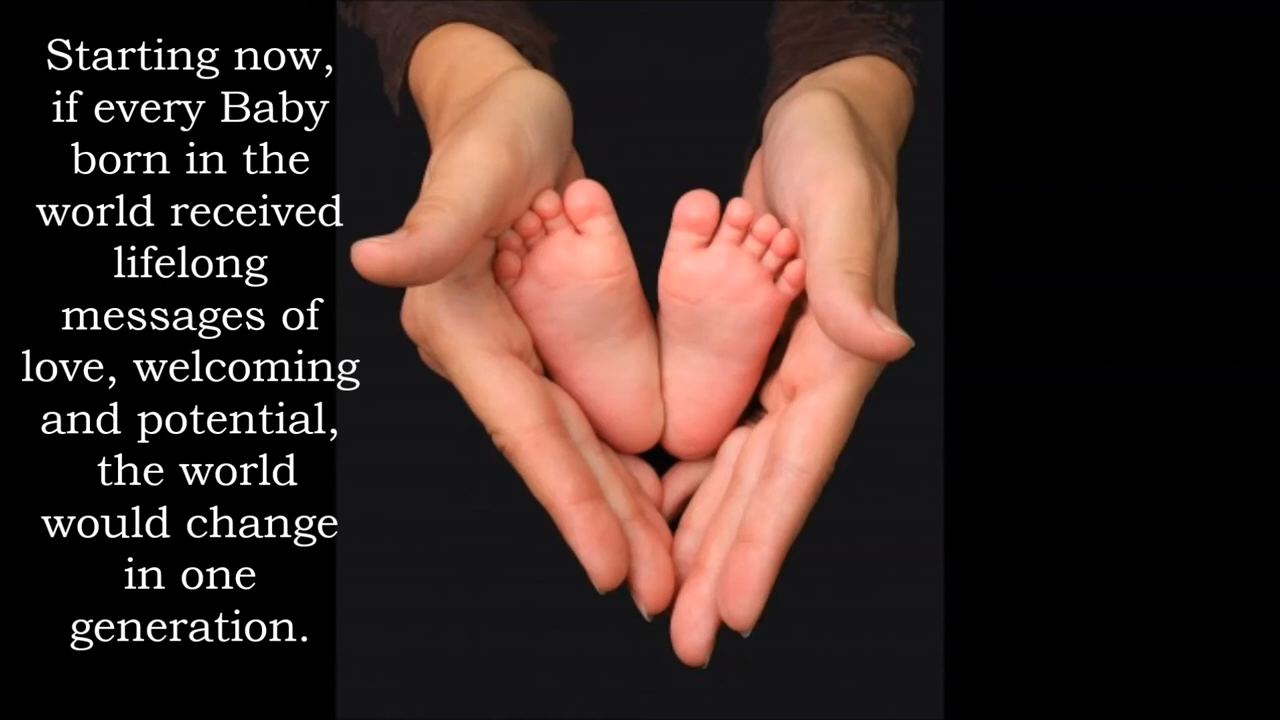 Starting now,
if every Baby
born in the
world received
lifelong
messages of
love, welcoming
and potential,
the world
would change
in one
generation.